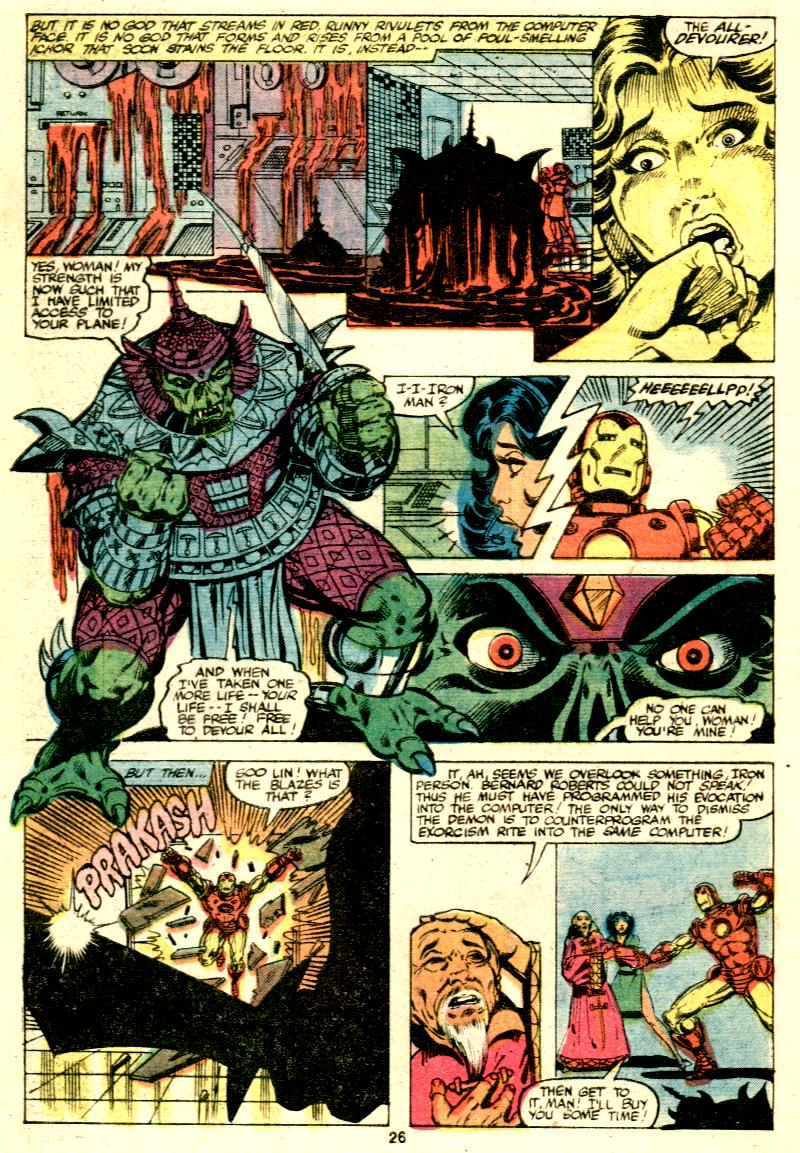 BUT IT IS NO GOD THAT STREAMS IN RED, RUNNY RIVULETS FROM THE COMPUTER
FACE. IT IS NO GOD THAT FORMS AND RISES FROM A POOL OF FOUL-SMELLING
ICHOR THAT SOON STAINS THE FLOOR. IT IS, INSTEAD--
THE ALL-
DEVOURER!
RETURN
YES, WOMAN! MY
STRENGTH IS
NOW SUCH THAT
I HAVE LIMITED
ACCESS TO
YOUR PLANE!
I-I-IRON
MAN?
HEEEEEELLPP!
AND WHEN
I'VE TAKEN ONE
MORE LIFE--YOUR
LIFE--I SHALL
BE FREE! FREE
TO DEVOUR ALL!
NO ONE CAN
HELP YOU, WOMAN!
YOU'RE MINE!
BUT THEN...
SOO LIN! WHAT
THE BLAZES IS
THAT?
PRAKASH
IT, AH, SEEMS WE OVERLOOK SOMETHING, IRON
PERSON. BERNARD ROBERTS COULD NOT SPEAK!
THUS HE MUST HAVE PROGRAMMED HIS EVOCATION
INTO THE COMPUTER! THE ONLY WAY TO DISMISS
THE DEMON IS TO COUNTERPROGRAM THE
EXORCISM RITE INTO THE SAME COMPUTER!
THEN GET TO
IT, MAN! I'LL BUY
YOU SOME TIME!
26